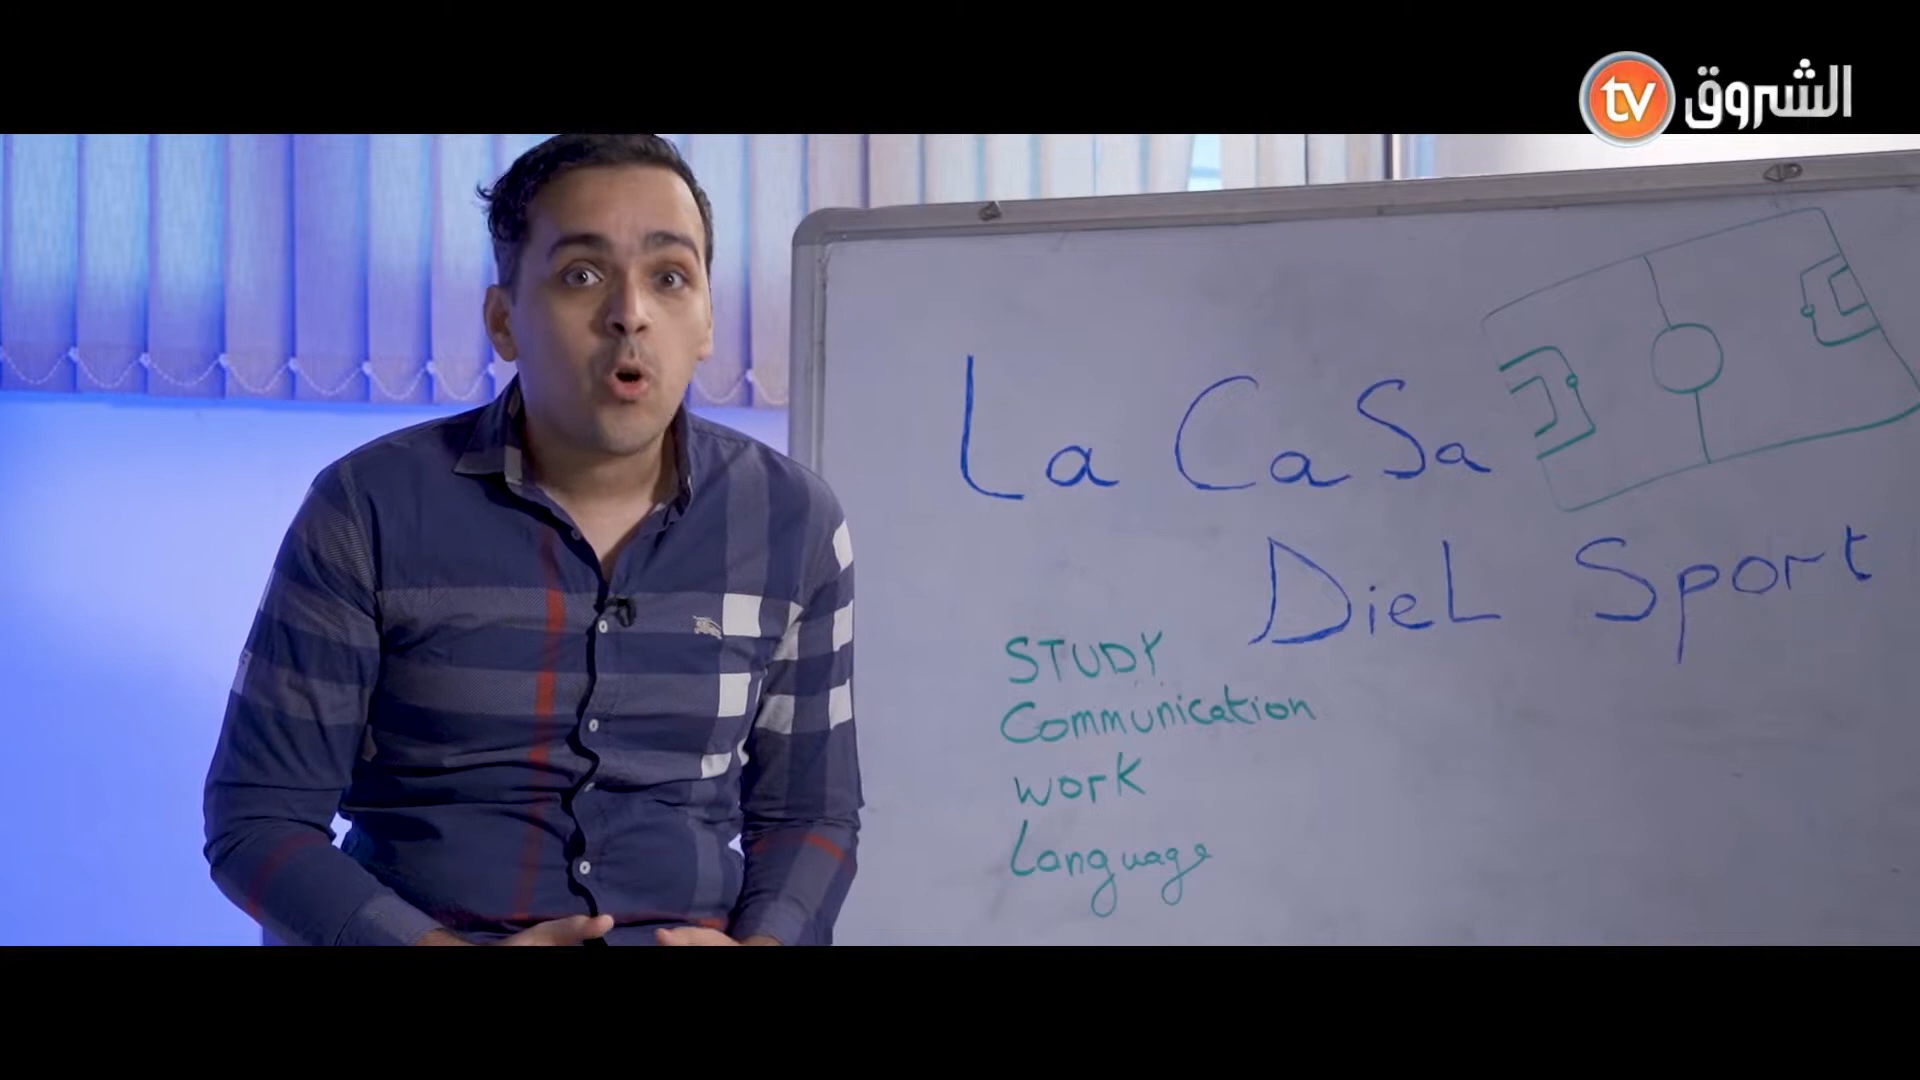 tv الشروق
La CaSa
DieL Sport
STUDY
Communication
work
Language